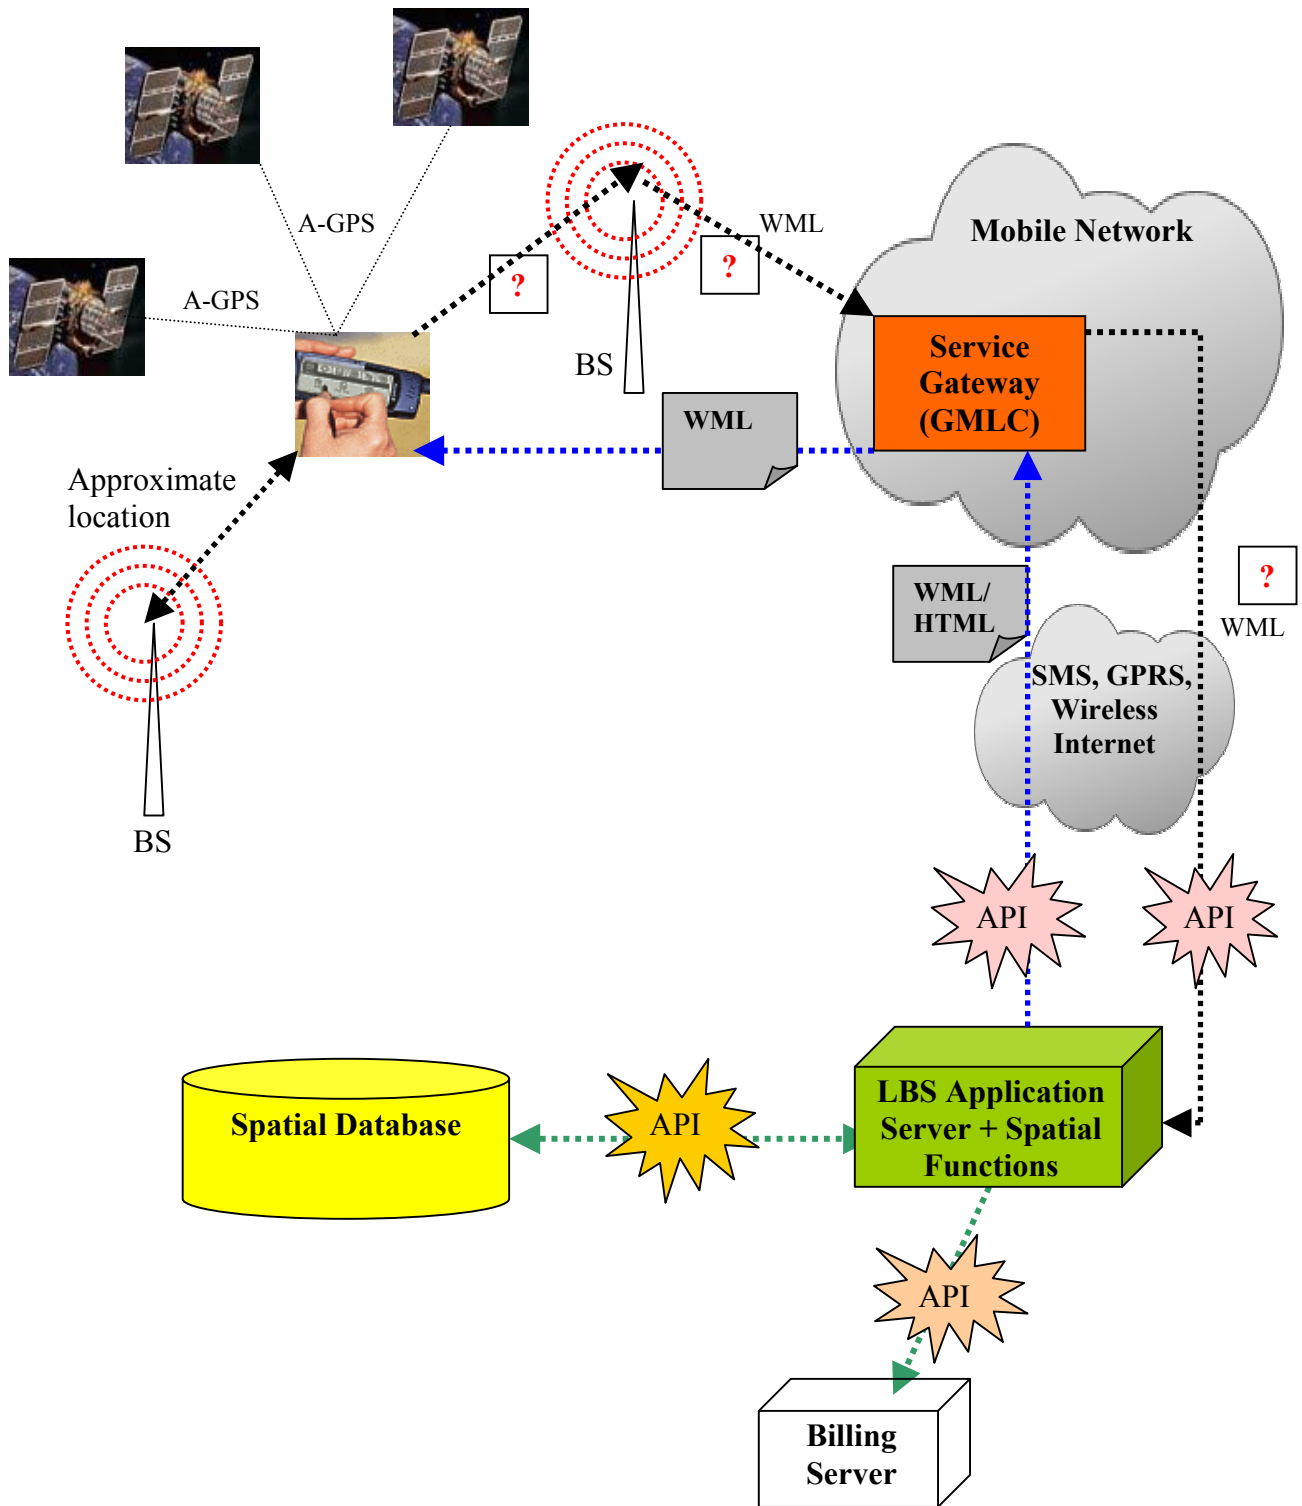 A-GPS
A-GPS
WML
?
?
Mobile Network
Service
Gateway
(GMLC)
BS
WML
Approximate
location
BS
?
WML
WML/
HTML
SMS, GPRS,
Wireless
Internet
API
API
Spatial Database
API
LBS Application
Server + Spatial
Functions
API
Billing
Server